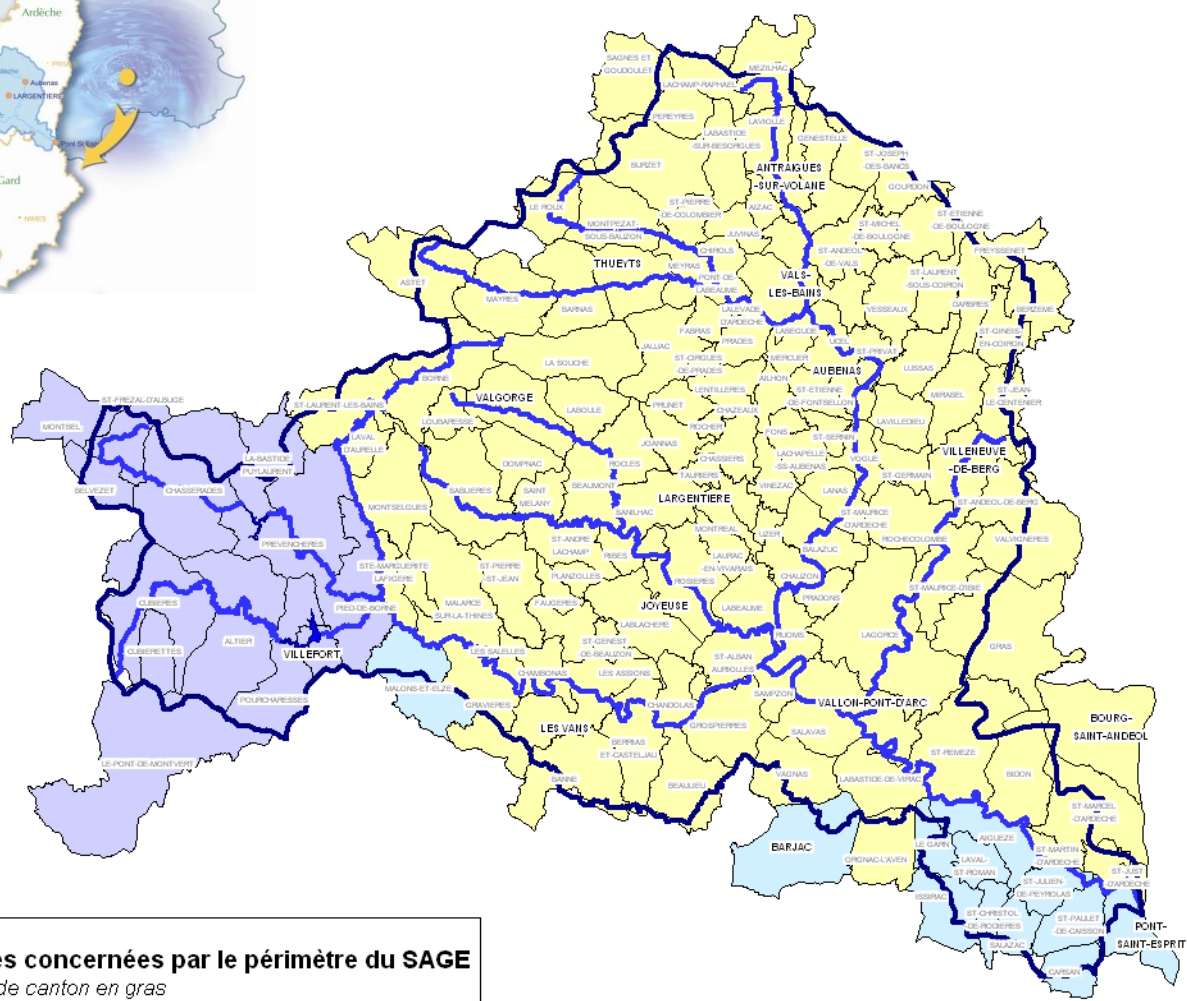 Ardèche
Aubenas
LARGENTIERE
Pont St Esprit
Gard
NIMES
SAGNES ET
GOUDOULET
MEZILHAC
LACHAMP-RAPHAEL
PEREYRES
LAVIOLLE
LABASTIDE
-SUR-BESORGUES
GENESTELLE
ST-JOSEPH
-DES-BANCS
BURZET
ANTRAIGUES
-SUR-VOLANE
GOURDON
LE ROUX
ST-PIERRE
-DE-COLOMBIER
AIZAC
ST-ETIENNE
-DE-BOULOGNE
MONTPEZAT-
SOUS-BAUZON
JUVINAS
ST-MICHEL
-DE-BOULOGNE
CHIROLS
ST-ANDEOL
-DE-VALS
FREYSSENET
THUEYTS
MEYRAS
PONT-DE-
LABEAUME
VALS-
LES-BAINS
ST-LAURENT
-SOUS-COIRON
ASTET
MAYRES
BARNAS
LALEVADE
D'ARDECHE
VESSEAUX
DARBRES
BERZEME
FABRAS
PRADES
LABEGUDE
UCEL
ST-GINEIS
EN-COIRON
JAUJAC
ST-CIRGUES
-DE-PRADES
MERCUER
ST-PRIVAT
LA SOUCHE
AUBENAS
LUSSAS
BORNE
AILHON
VALGORGE
LENTILLERES
ST-ETIENNE
-DE-FONTBELLON
MIRABEL
ST-JEAN-
LE-CENTENIER
ST-FREZAL-D'ALBUGE
ST-LAURENT-LES-BAINS
LABOULE
PRUNET
CHAZEAUX
MONTBEL
LOUBARESSE
ROCHER
FONS
ST-SERNIN
LAVILLEDIEU
LAVAL
D'AURELLE
JOANNAS
LACHAPELLE
-SS-AUBENAS
VILLENEUVE
-DE-BERG
LA-BASTIDE
PUYLAURENT
DOMPNAC
ROCLES
CHASSIERS
VOGUE
TAURIERS
ST-GERMAIN
BELVEZET
CHASSERADES
SABLIERES
SAINT
MELANY
BEAUMONT
VINEZAC
LANAS
MONTSELGUES
LARGENTIERE
ST-ANDEOL-DE-BERG
SANILHAC
ST-MAURICE
D'ARDECHE
PREVENCHERES
ST-ANDRE
LACHAMP
MONTREAL
UZER
ROCHECOLOMBE
VALVIGNERES
RIBES
BALAZUC
STE-MARGUERITE
LAFIGERE
ST-PIERRE
-ST-JEAN
PLANZOLLES
LAURAC
-EN-VIVARAIS
CHAUZON
ROSIERES
ST-MAURICE-D'IBIE
CUBIERES
PIED-DE-BORNE
MALARCE
SUR-LA-THINES
FAUGERES
JOYEUSE
LABEAUME
PRADONS
ALTIER
LABLACHERE
RUOMS
LAGORCE
CUBIERETTES
VILLEFORT
LES SALELLES
ST-GENEST
-DE-BEAUZON
ST-ALBAN
AURIOLLES
GRAS
CHAMBONAS
LES ASSIONS
MALONS-ET-ELZE
POURCHARESSES
GRAVIERES
CHANDOLAS
SAMPZON
VALLON-PONT-D'ARC
LES VANS
GROSPIERRES
SALAVAS
BOURG-
SAINT-ANDEOL
BERRIAS
ET-CASTELJAU
ST-REMEZE
LE-PONT-DE-MONTVERT
BANNE
BEAULIEU
VAGNAS
LABASTIDE-DE-VIRAC
BIDON
ST-MARCEL
-D'ARDECHE
BARJAC
ORGNAC-L'AVEN
LE GARN
AIGUEZE
ST-MARTIN
-D'ARDECHE
LAVAL-
ST-ROMAN
ST-JUST
D'ARDECHE
ISSIRAC
ST-JULIEN-
DE-PEYROLAS
ST-CHRISTOL
-DE-RODIERES
ST-PAULET
-DE-CAISSON
PONT-
SAINT-ESPRIT
SALAZAC
CARSAN
es concernées par le périmètre du SAGE
de canton en gras